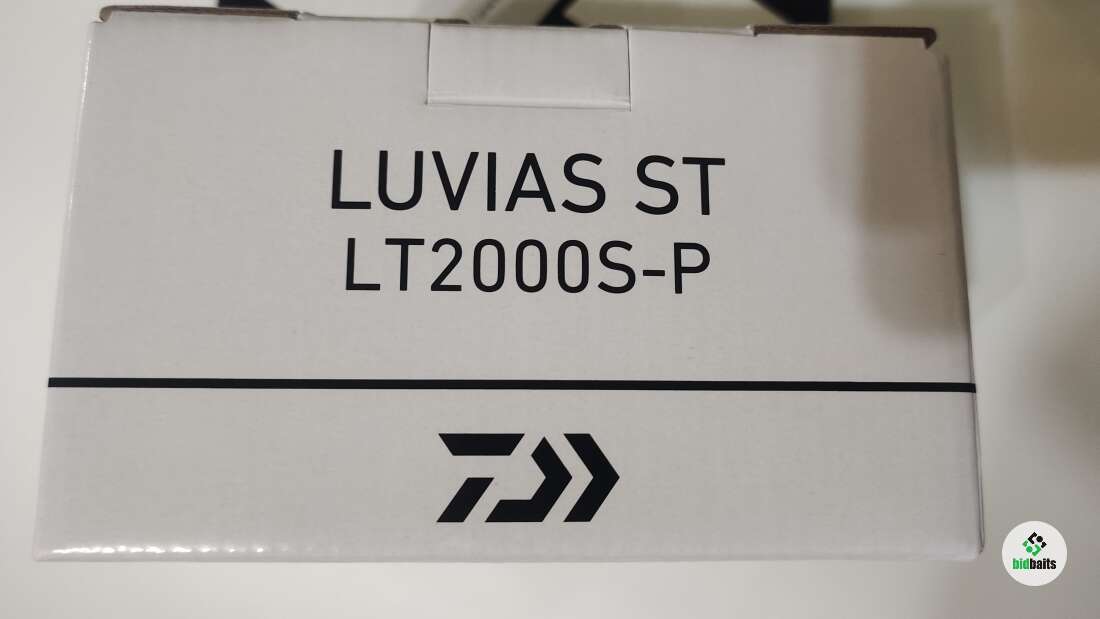 LUVIAS ST
LT2000S-P
bidbaits